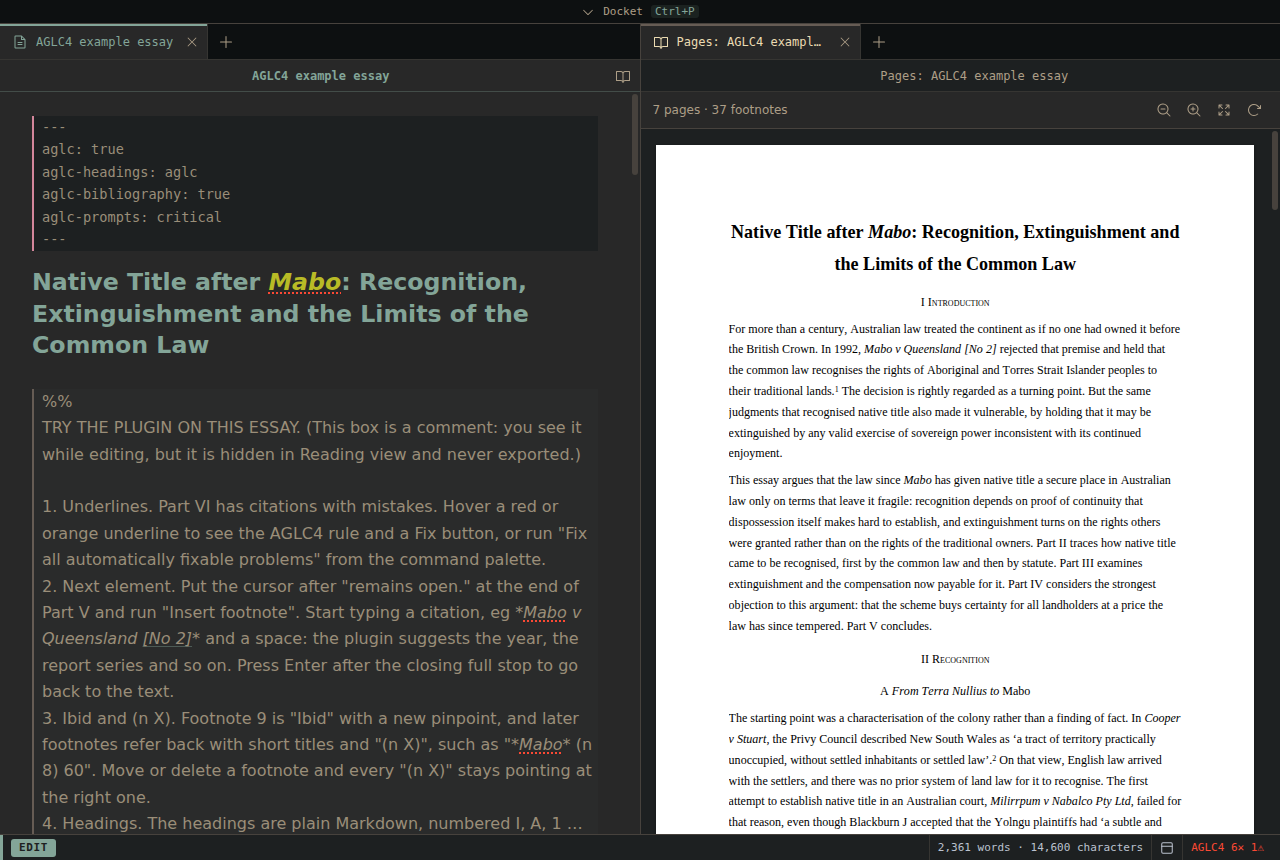 Docket Ctrl+P
AGLC4 example essay
Pages: AGLC4 exampl…
AGLC4 example essay
Pages: AGLC4 example essay
7 pages · 37 footnotes
---
aglc: true
aglc-headings: aglc
aglc-bibliography: true
aglc-prompts: critical
---
Native Title after Mabo: Recognition,
Extinguishment and the Limits of the
Common Law
%%
TRY THE PLUGIN ON THIS ESSAY. (This box is a comment: you see it
while editing, but it is hidden in Reading view and never exported.)
1. Underlines. Part VI has citations with mistakes. Hover a red or
orange underline to see the AGLC4 rule and a Fix button, or run "Fix
all automatically fixable problems" from the command palette.
2. Next element. Put the cursor after "remains open." at the end of
Part V and run "Insert footnote". Start typing a citation, eg *Mabo v
Queensland [No 2]* and a space: the plugin suggests the year, the
report series and so on. Press Enter after the closing full stop to go
back to the text.
3. Ibid and (n X). Footnote 9 is "Ibid" with a new pinpoint, and later
footnotes refer back with short titles and "(n X)", such as "*Mabo* (n
8) 60". Move or delete a footnote and every "(n X)" stays pointing at
the right one.
4. Headings. The headings are plain Markdown, numbered I, A, 1 ...
Native Title after Mabo: Recognition, Extinguishment and
the Limits of the Common Law
I Introduction
For more than a century, Australian law treated the continent as if no one had owned it before
the British Crown. In 1992, Mabo v Queensland [No 2] rejected that premise and held that
the common law recognises the rights of Aboriginal and Torres Strait Islander peoples to
their traditional lands.1 The decision is rightly regarded as a turning point. But the same
judgments that recognised native title also made it vulnerable, by holding that it may be
extinguished by any valid exercise of sovereign power inconsistent with its continued
enjoyment.
This essay argues that the law since Mabo has given native title a secure place in Australian
law only on terms that leave it fragile: recognition depends on proof of continuity that
dispossession itself makes hard to establish, and extinguishment turns on the rights others
were granted rather than on the rights of the traditional owners. Part II traces how native title
came to be recognised, first by the common law and then by statute. Part III examines
extinguishment and the compensation now payable for it. Part IV considers the strongest
objection to this argument: that the scheme buys certainty for all landholders at a price the
law has since tempered. Part V concludes.
II Recognition
A From Terra Nullius to Mabo
The starting point was a characterisation of the colony rather than a finding of fact. In Cooper
v Stuart, the Privy Council described New South Wales as ‘a tract of territory practically
unoccupied, without settled inhabitants or settled law’.2 On that view, English law arrived
with the settlers, and there was no prior system of land law for it to recognise. The first
attempt to establish native title in an Australian court, Milirrpum v Nabalco Pty Ltd, failed for
that reason, even though Blackburn J accepted that the Yolngu plaintiffs had ‘a subtle and
EDIT
2,361 words · 14,600 characters
AGLC4 6× 1⚠